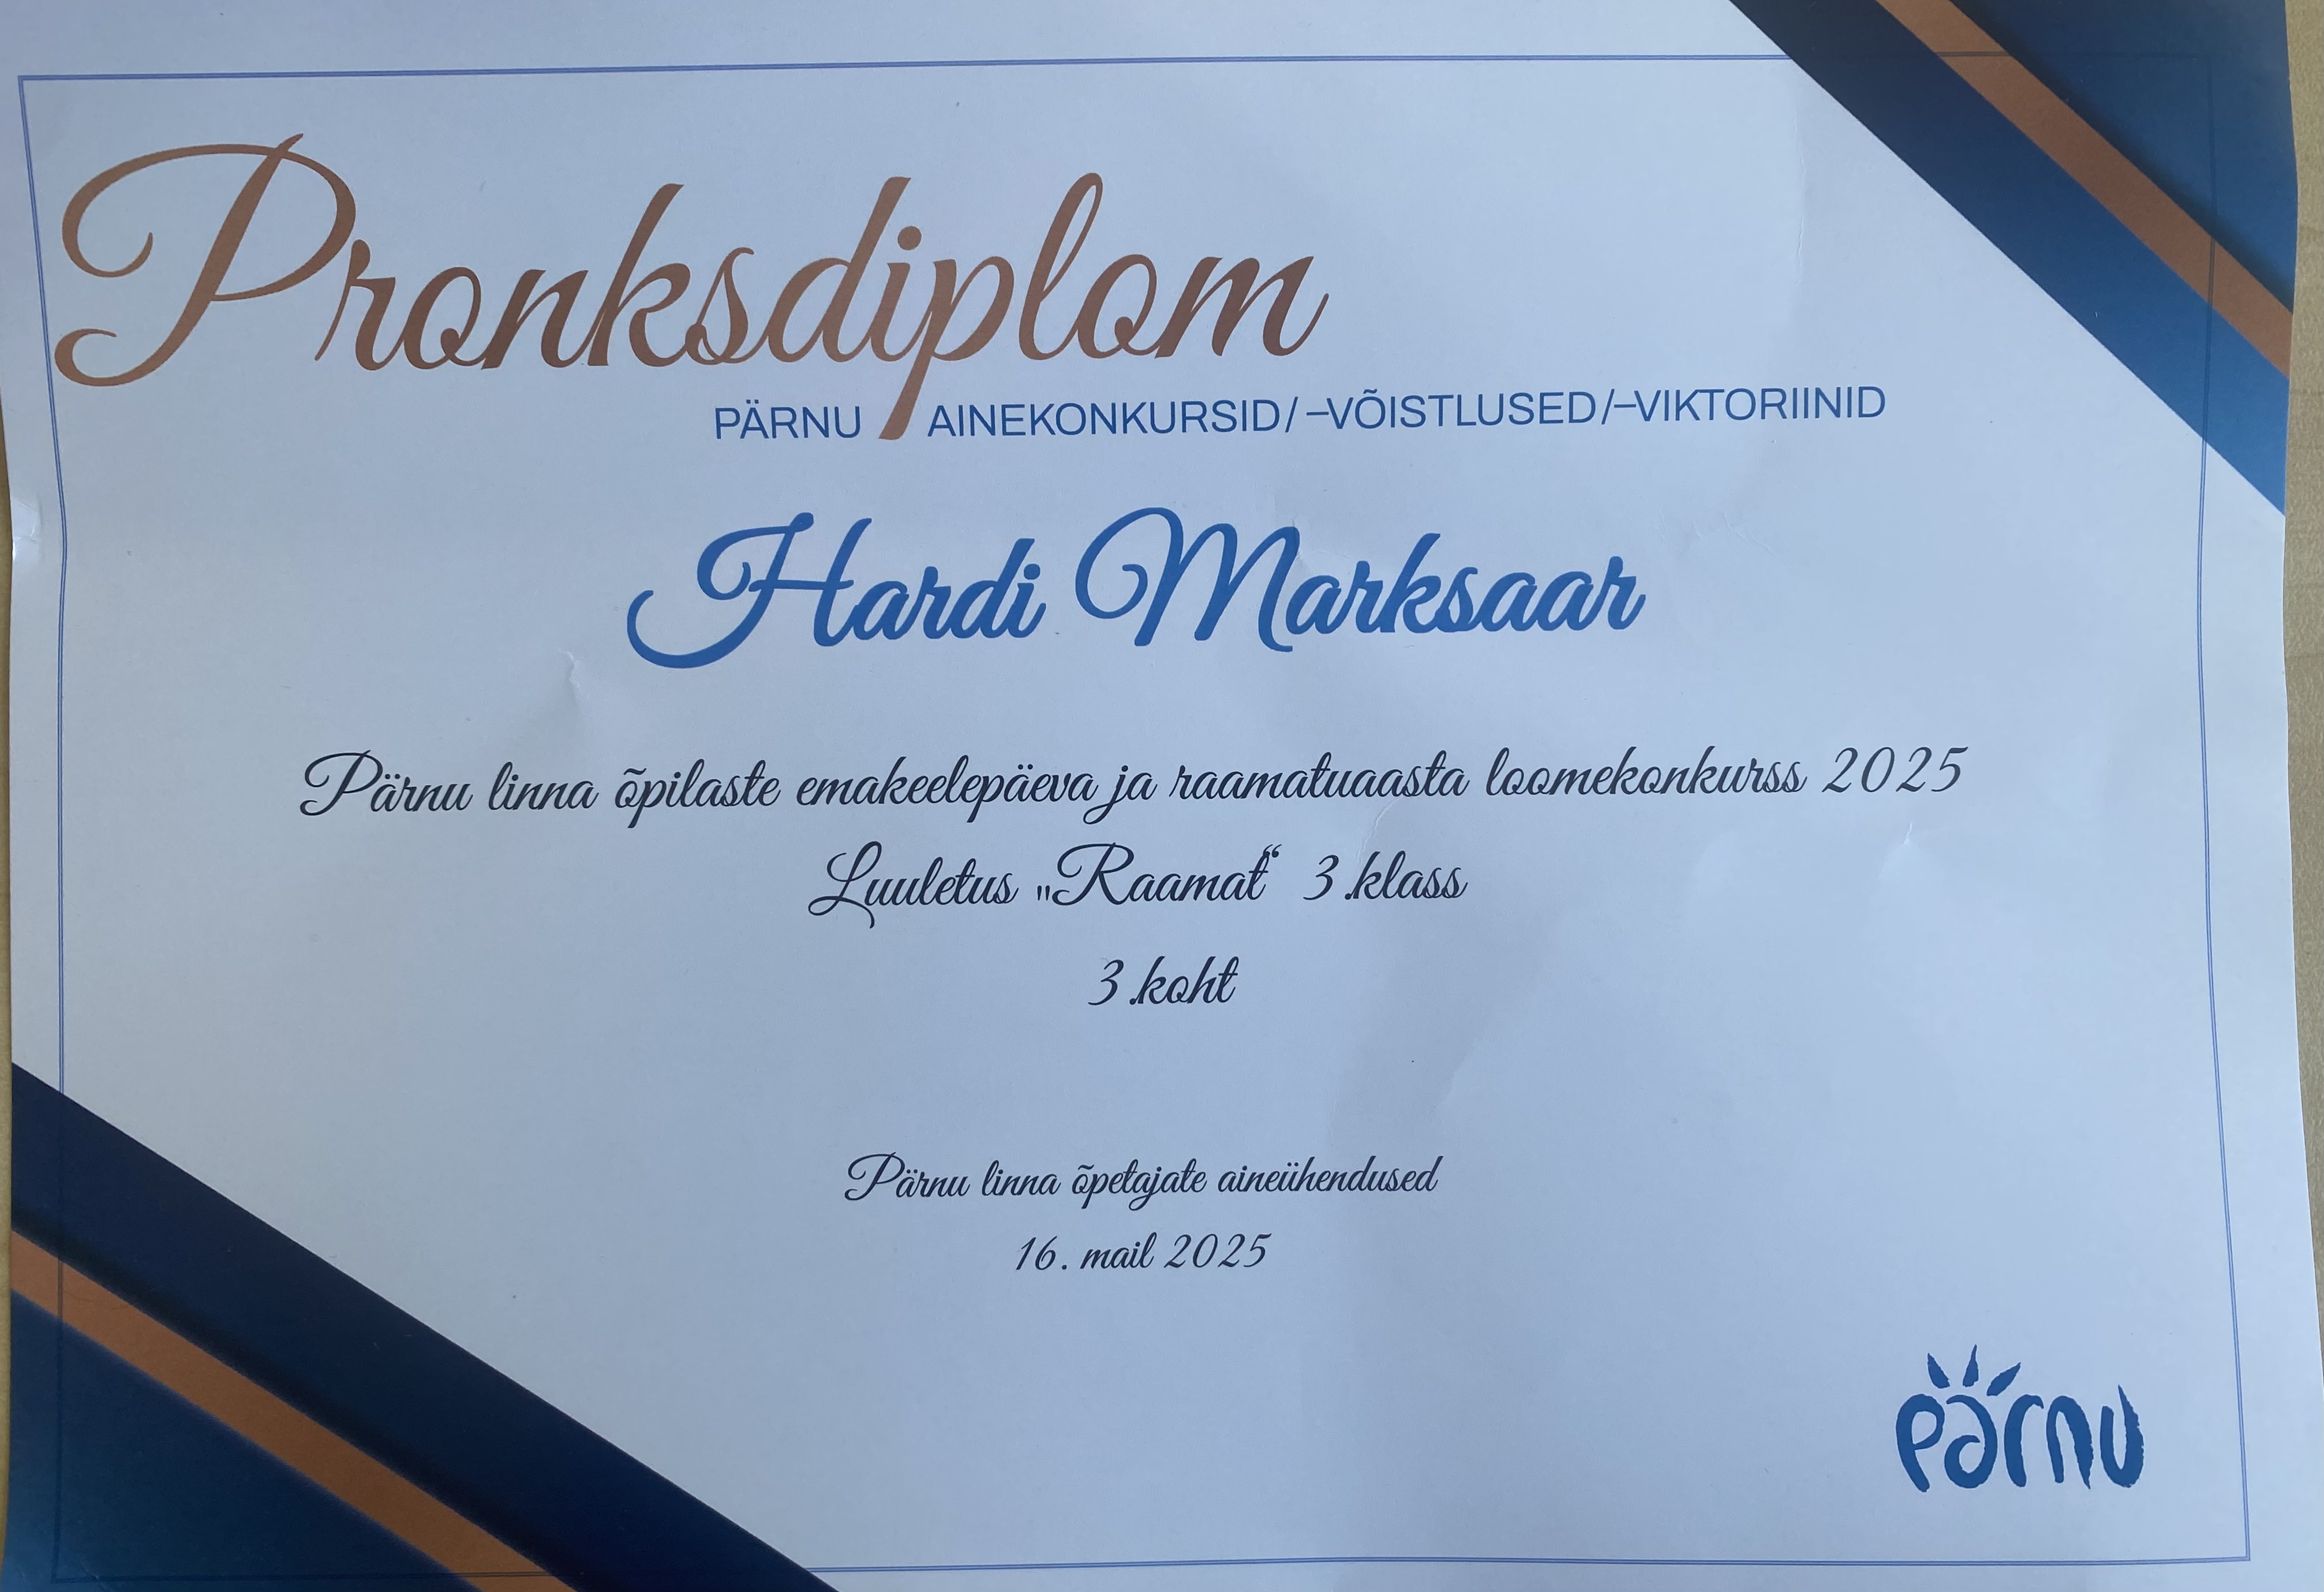 Pronksdiplom
PÄRNU AINEKONKURSID/ –VÕISTLUSED/–VIKTORIINID
Hardi Marksaar
Pärnu linna õpilaste emakeelepäeva ja raamatuaasta loomekonkurss 2025
Luuletus „Raamat“ 3.klass
3.koht
Pärnu linna õpetajate aineühendused
16. mail 2025
pärnu